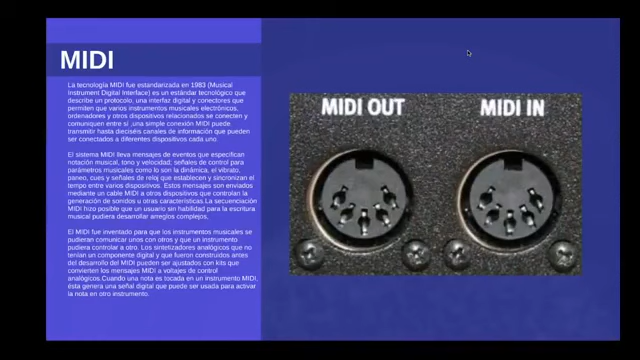 MIDI
La tecnología MIDI fue estandarizada en 1983 (Musical
Instrument Digital Interface) es un estándar tecnológico que
describe un protocolo, una interfaz digital y conectores que
permiten que varios instrumentos musicales electrónicos,
ordenadores y otros dispositivos relacionados se conecten y
comuniquen entre sí ,una simple conexión MIDI puede
transmitir hasta dieciséis canales de información que pueden
ser conectados a diferentes dispositivos cada uno
El sistema MIDI lleva mensajes de eventos que especifican
notación musical, tono y velocidad; señales de control para
parámetros musicales como lo son la dinámica, el vibrato,
paneo, cues y señales de reloj que establecen y sincronizan el
tempo entre varios dispositivos. Estos mensajes son enviados
mediante un cable MIDI a otros dispositivos que controlan la
generación de sonidos u otras características.La secuenciación
MIDI hizo posible que un usuario sin habilidad para la escritura
musical pudiera desarrollar arreglos complejos,
El MIDI fue inventado para que los instrumentos musicales se
pudieran comunicar unos con otros y que un instrumento
pudiera controlar a otro. Los sintetizadores analógicos que no
tenían un componente digital y que fueron construidos antes
del desarrollo del MIDI pueden ser ajustados con kits que
convierten los mensajes MIDI a voltajes de control
analógicos.Cuando una nota es tocada en un instrumento MIDI,
ésta genera una señal digital que puede ser usada para activar
la nota en otro instrumento.
MIDI OUT
MIDI IN